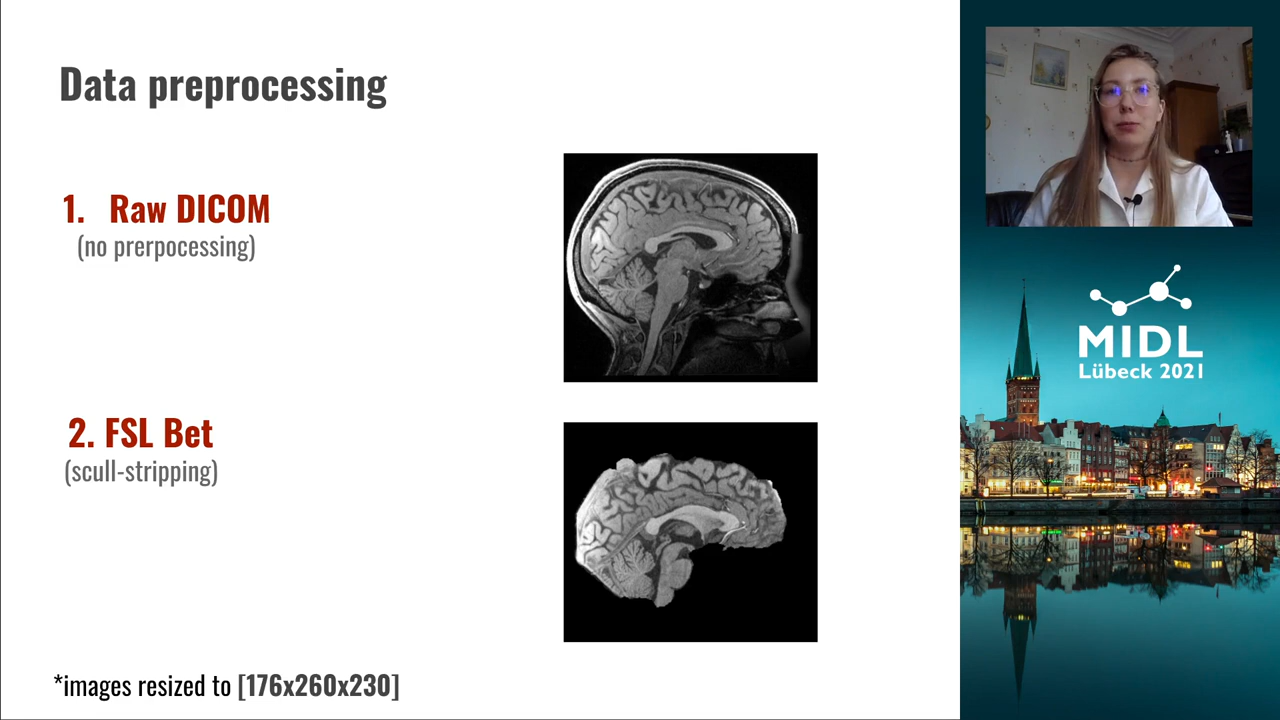 Data preprocessing
1. Raw DICOM
(no prerpocessing)
2. FSL Bet
(scull-stripping)
*images resized to [176x260x230]
MIDL
Lübeck 2021